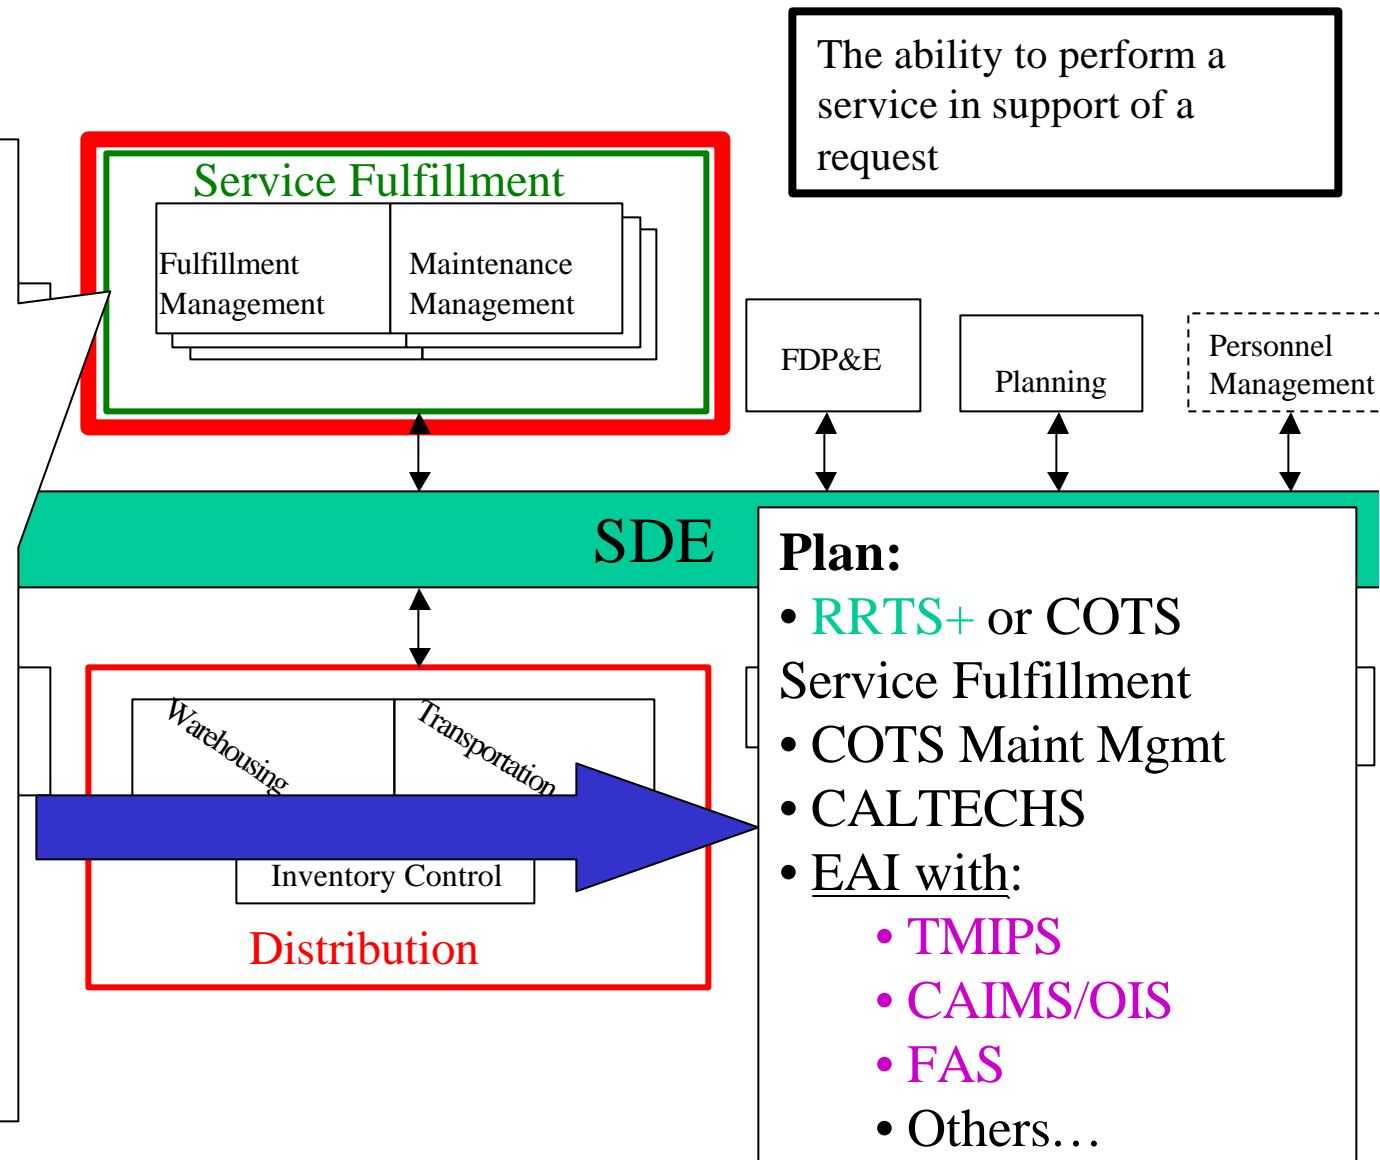 The ability to perform a
service in support of a
request
Service Fulfillment
Fulfillment
Management
Maintenance
Management
FDP&E
Planning
Personnel
Management
SDE
Plan:
• RRTS+ or COTS
Service Fulfillment
• COTS Maint Mgmt
• CALTECHS
• EAI with:
• TMIPS
• CAIMS/OIS
• FAS
• Others…
Warehousing
Transportation
Inventory Control
Distribution